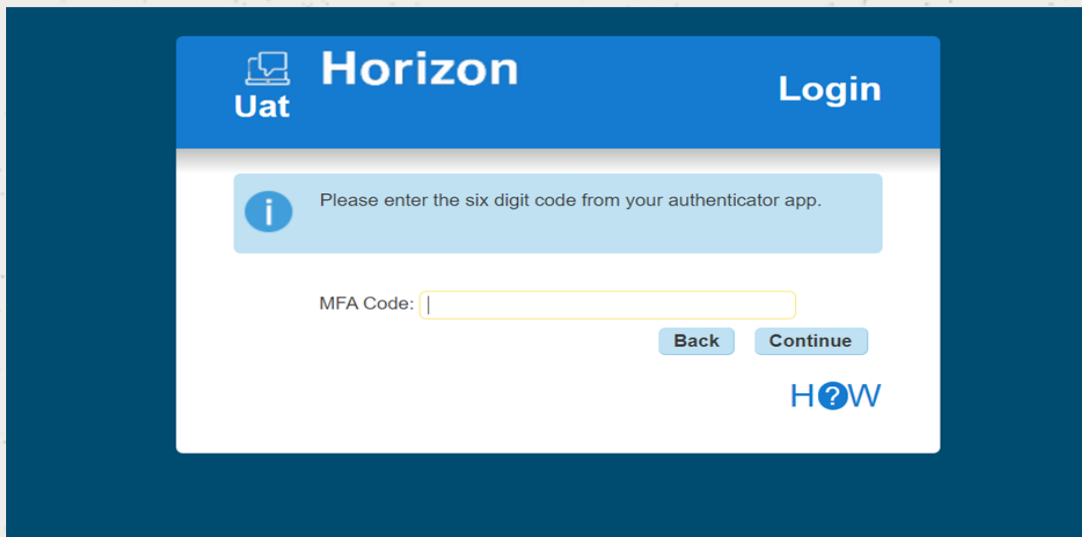 Horizon
Uat
Login
Please enter the six digit code from your authenticator app.
MFA Code:
Back Continue
H?W